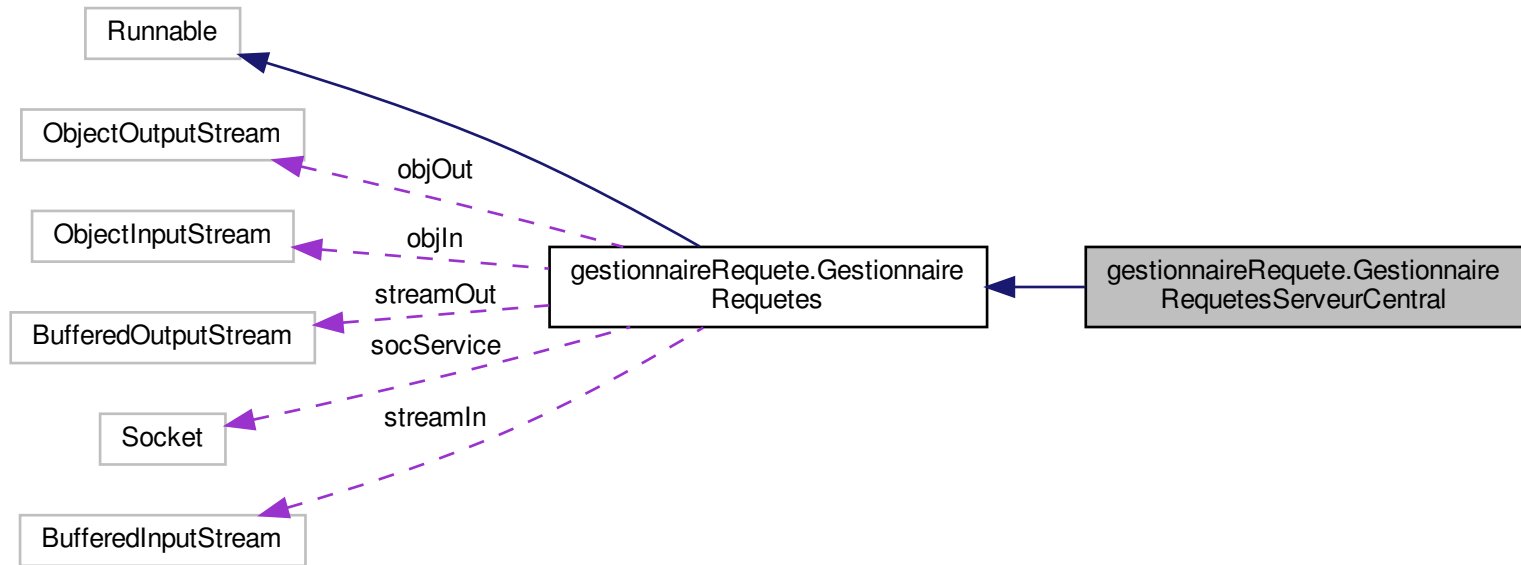 Runnable
ObjectOutputStream
objOut
ObjectInputStream
objIn
gestionnaireRequete.Gestionnaire
Requetes
gestionnaireRequete.Gestionnaire
RequetesServeurCentral
streamOut
BufferedOutputStream
socService
streamIn
Socket
BufferedInputStream